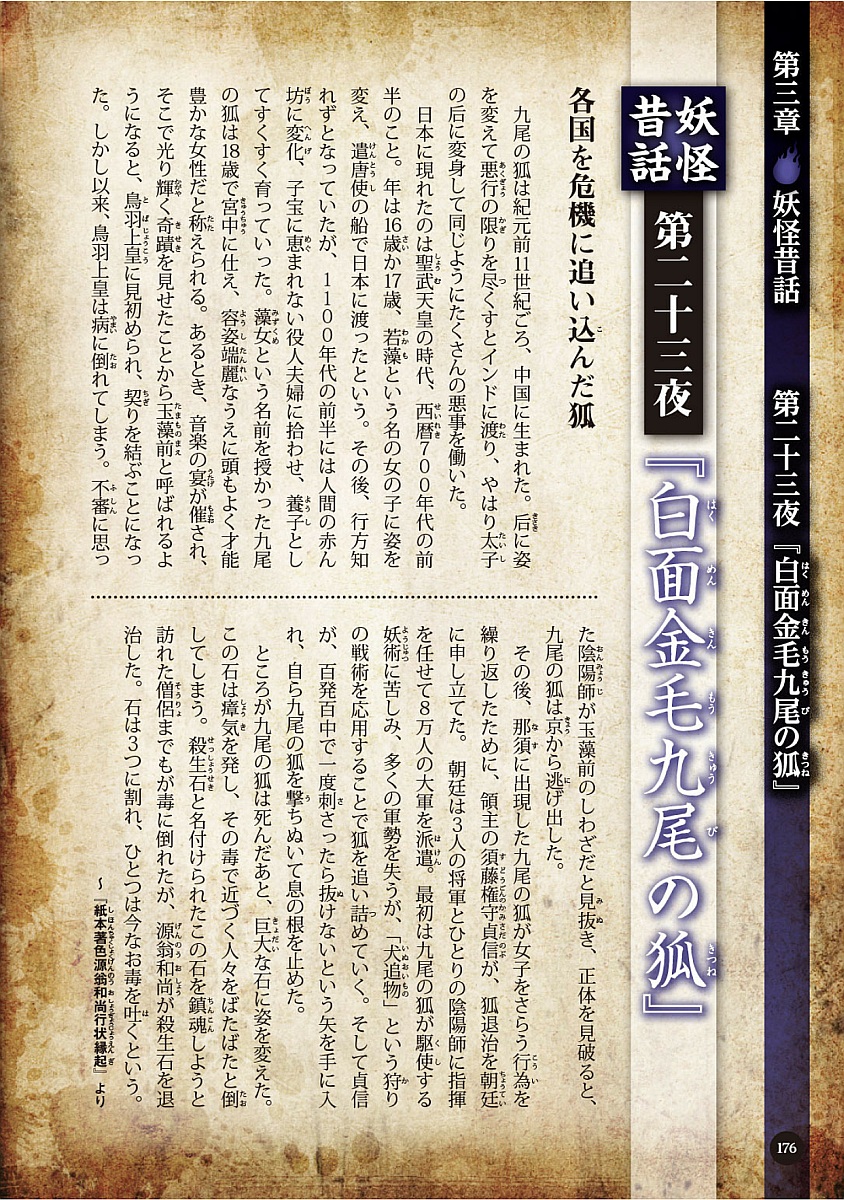 第三章 妖怪昔話 第二十三夜『白面金毛九尾の狐』
妖怪昔話 第二十三夜『白面金毛九尾の狐』
各国を危機に追い込んだ狐
九尾の狐は紀元前11世紀ごろ、中国に生まれた。后に姿
を変えて悪行の限りを尽くすとインドに渡り、やはり太子
の后に変身して同じようにたくさんの悪事を働いた。
日本に現れたのは聖武天皇の時代、西暦700年代の前
半のこと。年は16歳か17歳、若藻という名の女の子に姿を
変え、遣唐使の船で日本に渡ったという。その後、行方知
れずとなっていたが、1100年代の前半には人間の赤ん
坊に変化、子宝に恵まれない役人夫婦に拾わせ、養子とし
てすくすく育っていった。藻女という名前を授かった九尾
の狐は18歳で宮中に仕え、容姿端麗なうえに頭もよく才能
豊かな女性だと称えられる。あるとき、音楽の宴が催され、
そこで光り輝く奇蹟を見せたことから玉藻前と呼ばれるよ
うになると、鳥羽上皇に見初められ、契りを結ぶことになっ
た。しかし以来、鳥羽上皇は病に倒れてしまう。不審に思っ
た陰陽師が玉藻前のしわざだと見抜き、正体を見破ると、
九尾の狐は京から逃げ出した。
その後、那須に出現した九尾の狐が女子をさらう行為を
繰り返したために、領主の須藤権守貞信が、狐退治を朝廷
に申し立てた。朝廷は3人の将軍とひとりの陰陽師に指揮
を任せて8万人の大軍を派遣。最初は九尾の狐が駆使する
妖術に苦しみ、多くの軍勢を失うが、「犬追物」という狩り
の戦術を応用することで狐を追い詰めていく。そして貞信
が、百発百中で一度刺さったら抜けないという矢を手に入
れ、自ら九尾の狐を撃ちぬいて息の根を止めた。
ところが九尾の狐は死んだあと、巨大な石に姿を変えた。
この石は瘴気を発し、その毒で近づく人々をばたばたと倒
してしまう。殺生石と名付けられたこの石を鎮魂しようと
訪れた僧侶までもが毒に倒れたが、源翁和尚が殺生石を退
治した。石は3つに割れ、ひとつは今なお毒を吐くという。
～『紙本著色源翁和尚行状縁起』より
176